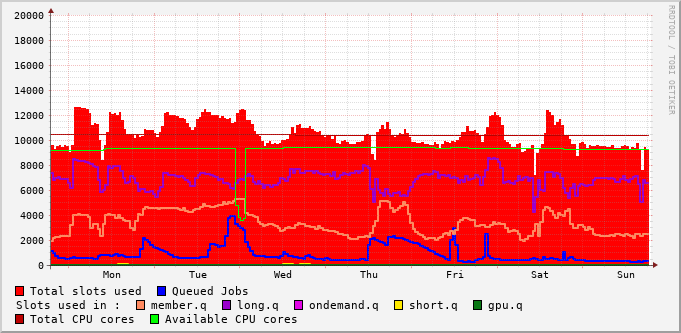 20000
18000
16000
14000
12000
10000
8000
6000
4000
2000
0
Mon Tue Wed Thu Fri Sat Sun
RRDTOOL / TOBI OETIKER
Total slots used Queued Jobs
Slots used in : member.q long.q ondemand.q short.q gpu.q
Total CPU cores Available CPU cores